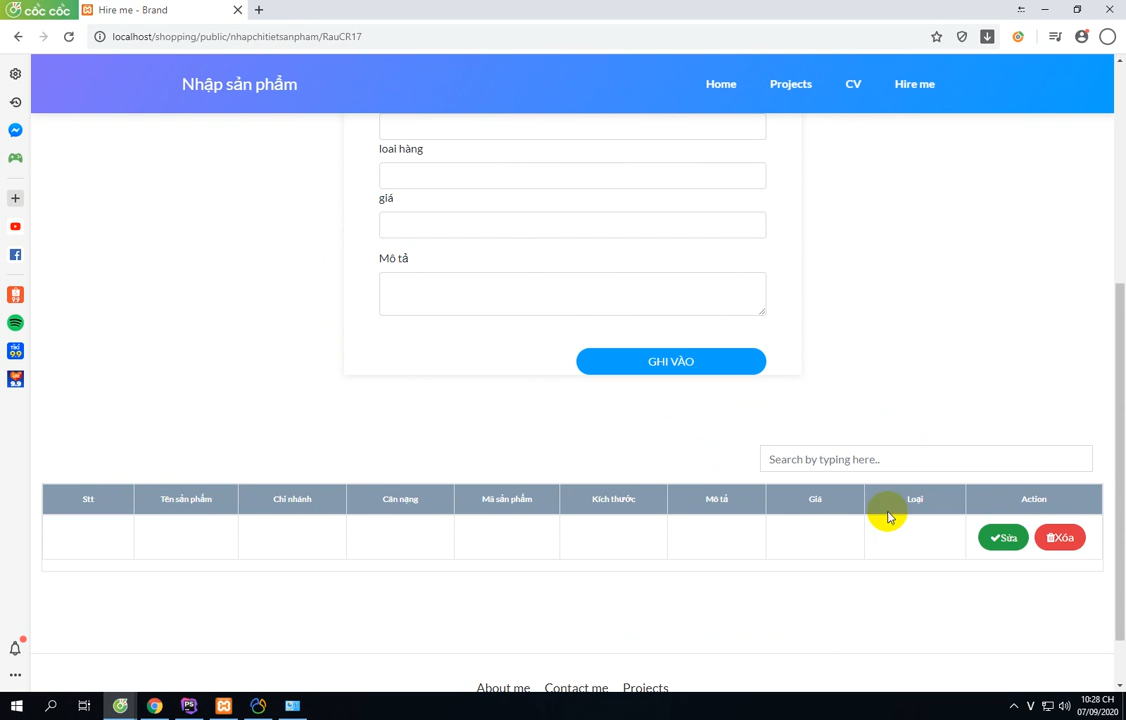 cốc cốc
Hire me - Brand
localhost/shopping/public/nhapchitietsanpham/RauCR17
Nhập sản phẩm
Home
Projects
CV
Hire me
loai hàng
giá
Mô tả
GHI VÀO
Search by typing here..
Stt
Tên sản phẩm
Chi nhánh
Cân nạng
Mã sản phẩm
Kích thước
Mô tả
Giá
Loại
Action
Sửa
Xóa
About me
Contact me
Projects
10:28 CH
07/09/2020